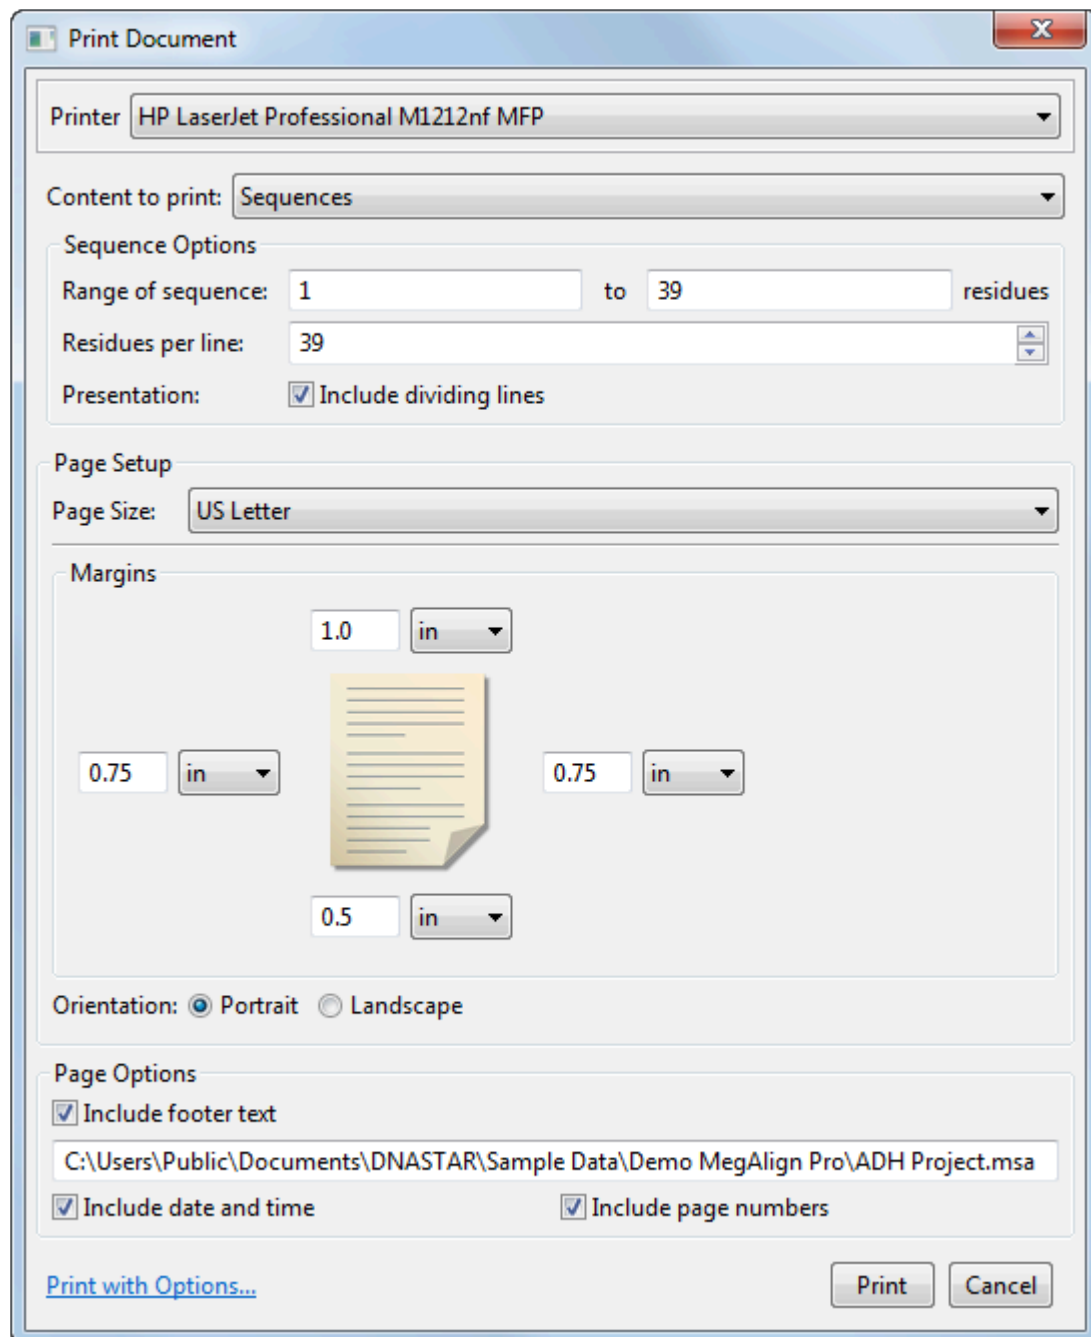 Print Document
Printer HP LaserJet Professional M1212nf MFP
Content to print: Sequences
Sequence Options
Range of sequence: 1 to 39 residues
Residues per line: 39
Presentation: Include dividing lines
Page Setup
Page Size: US Letter
Margins
1.0 in
0.75 in 0.75 in
0.5 in
Orientation: Portrait Landscape
Page Options
Include footer text
C:\Users\Public\Documents\DNASTAR\Sample Data\Demo MegAlign Pro\ADH Project.msa
Include date and time Include page numbers
Print with Options... Print Cancel